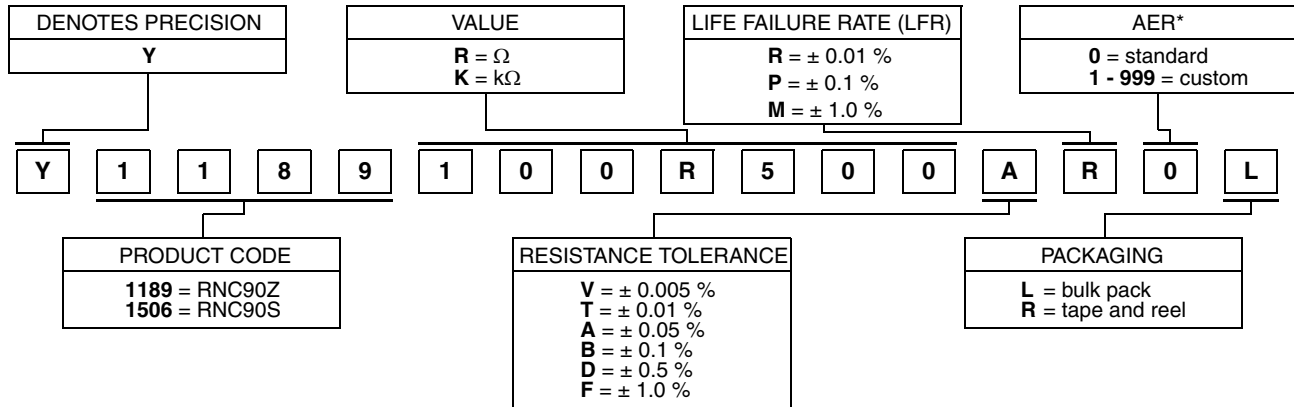 DENOTES PRECISION
Y
VALUE
R = Ω
K = kΩ
LIFE FAILURE RATE (LFR)
R = ± 0.01 %
P = ± 0.1 %
M = ± 1.0 %
AER*
0 = standard
1 - 999 = custom
Y 1 1 8 9 1 0 0 R 5 0 0 A R 0 L
PRODUCT CODE
1189 = RNC90Z
1506 = RNC90S
RESISTANCE TOLERANCE
V = ± 0.005 %
T = ± 0.01 %
A = ± 0.05 %
B = ± 0.1 %
D = ± 0.5 %
F = ± 1.0 %
PACKAGING
L = bulk pack
R = tape and reel